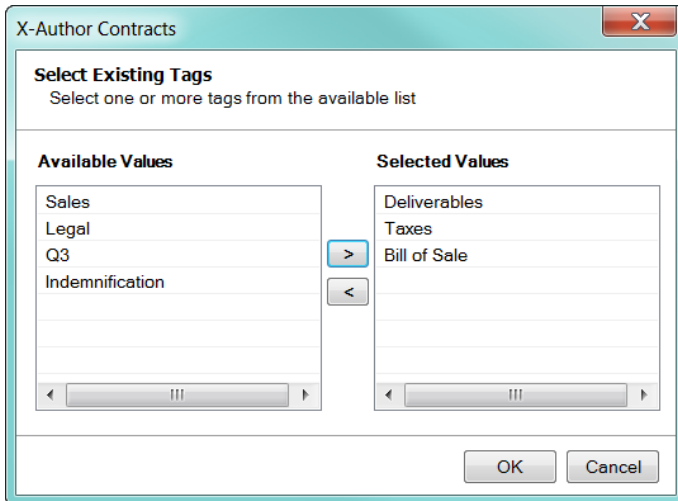 X-Author Contracts
X
Select Existing Tags
Select one or more tags from the available list
Available Values
Sales
Legal
Q3
Indemnification
>
<
Selected Values
Deliverables
Taxes
Bill of Sale
OK
Cancel